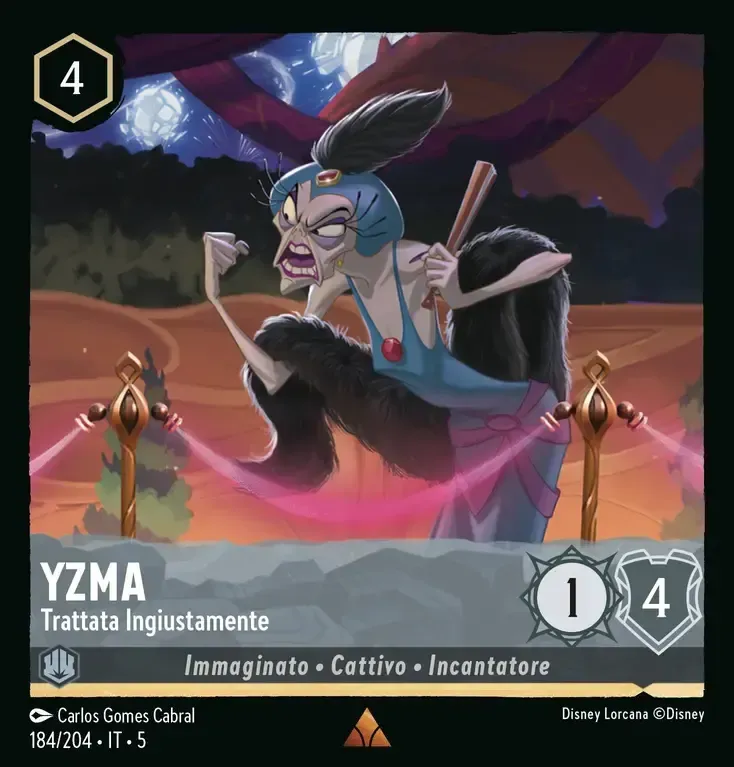 4
YZMA
Trattata Ingiustamente
1
4
Immaginato • Cattivo • Incantatore
Carlos Gomes Cabral
Disney Lorcana ©Disney
184/204 • IT • 5